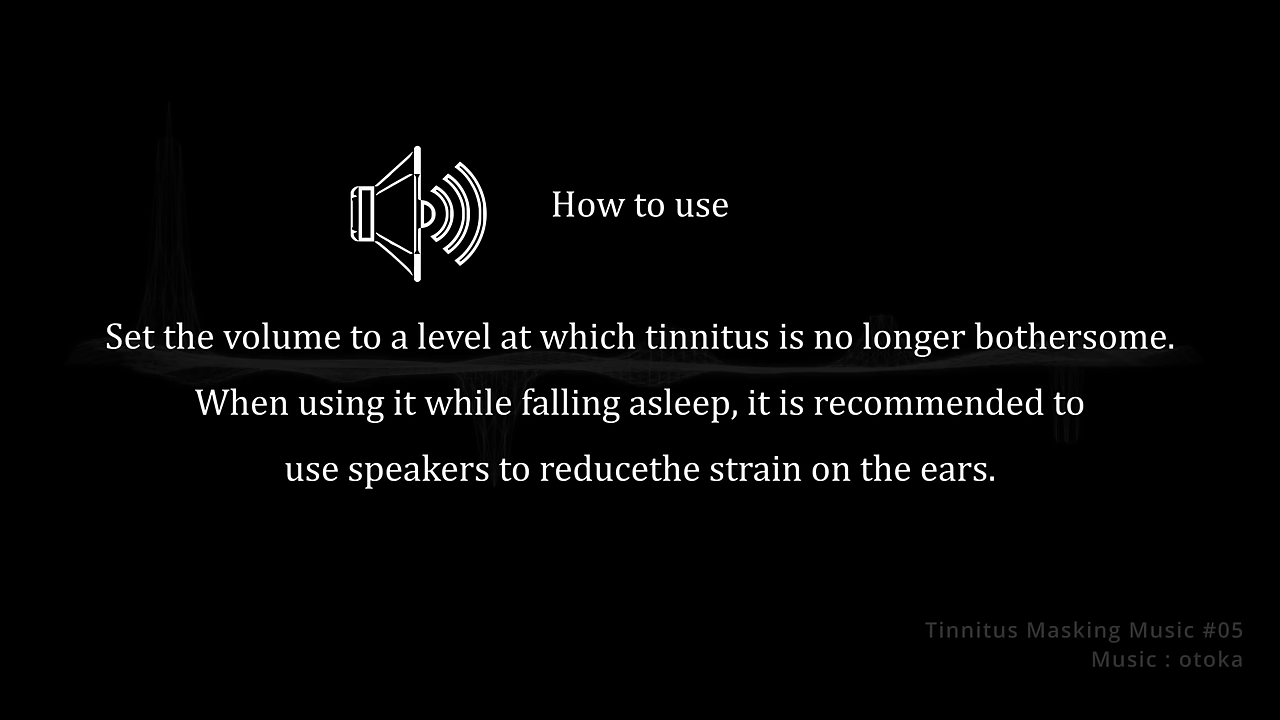 How to use
Set the volume to a level at which tinnitus is no longer bothersome.
When using it while falling asleep, it is recommended to
use speakers to reducethe strain on the ears.
Tinnitus Masking Music #05
Music : otoka